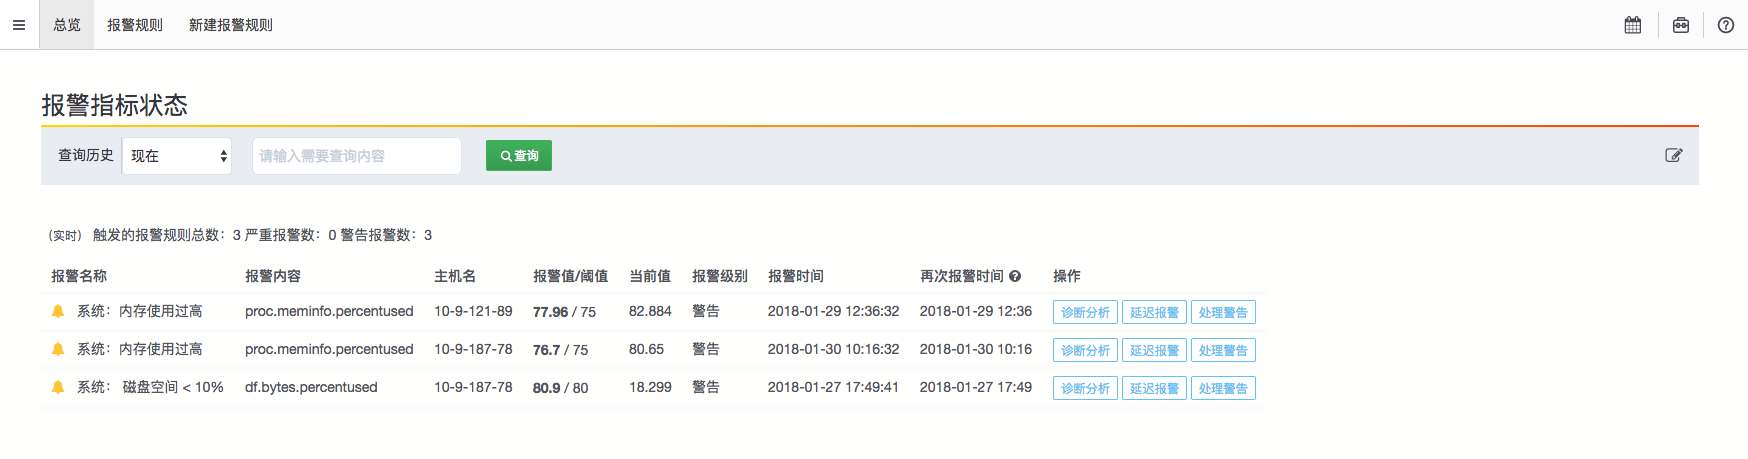 总览 报警规则 新建报警规则
报警指标状态
查询历史 现在 请输入需要查询内容 查询
(实时) 触发的报警规则总数：3 严重报警数：0 警告报警数：3
报警名称 报警内容 主机名 报警值/阈值 当前值 报警级别 报警时间 再次报警时间 操作
系统：内存使用过高 proc.meminfo.percentused 10-9-121-89 77.96 / 75 82.884 警告 2018-01-29 12:36:32 2018-01-29 12:36 诊断分析 延迟报警 处理警告
系统：内存使用过高 proc.meminfo.percentused 10-9-187-78 76.7 / 75 80.65 警告 2018-01-30 10:16:32 2018-01-30 10:16 诊断分析 延迟报警 处理警告
系统： 磁盘空间 < 10% df.bytes.percentused 10-9-187-78 80.9 / 80 18.299 警告 2018-01-27 17:49:41 2018-01-27 17:49 诊断分析 延迟报警 处理警告